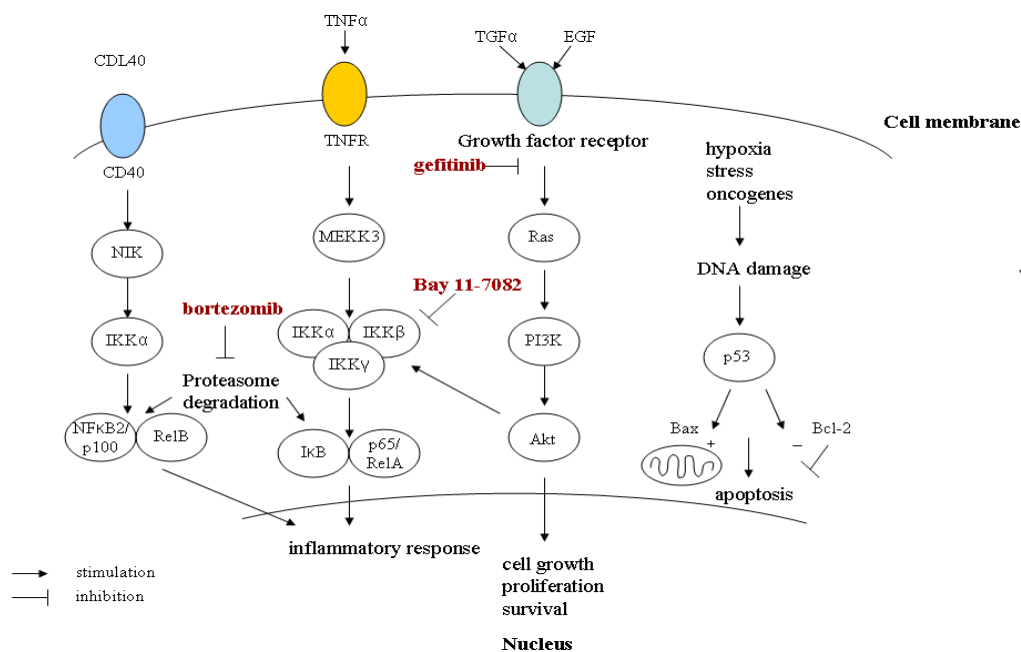 TNFα
TGFα
EGF
CDL40
Cell membrane
TNFR
Growth factor receptor
CD40
gefitinib
hypoxia
stress
oncogenes
NIK
MEKK3
Ras
DNA damage
Bay 11-7082
bortezomib
IKKα
IKKα
IKKβ
IKKγ
PI3K
p53
Proteasome
degradation
NFκB2/
p100
RelB
IκB
p65/
RelA
Akt
Bax
+
–
Bcl-2
apoptosis
inflammatory response
cell growth
proliferation
survival
stimulation
inhibition
Nucleus